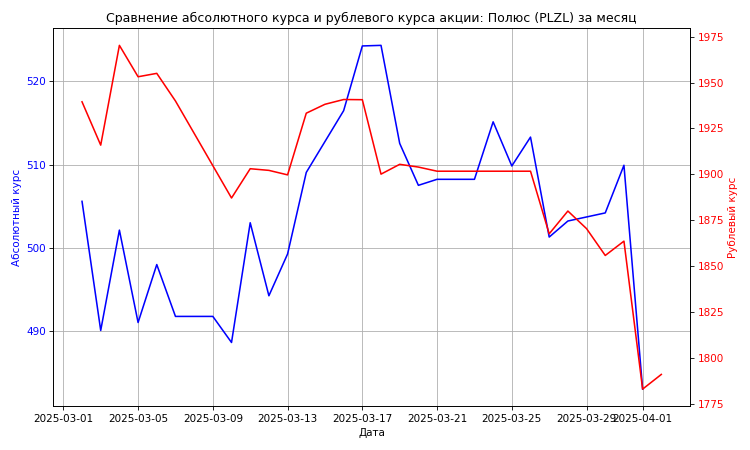 Сравнение абсолютного курса и рублевого курса акции: Полюс (PLZL) за месяц
Абсолютный курс
520
510
500
490
1975
1950
1925
1900
1875
1850
1825
1800
1775
Рублевый курс
2025-03-01 2025-03-05 2025-03-09 2025-03-13 2025-03-17 2025-03-21 2025-03-25 2025-03-29 2025-04-01
Дата